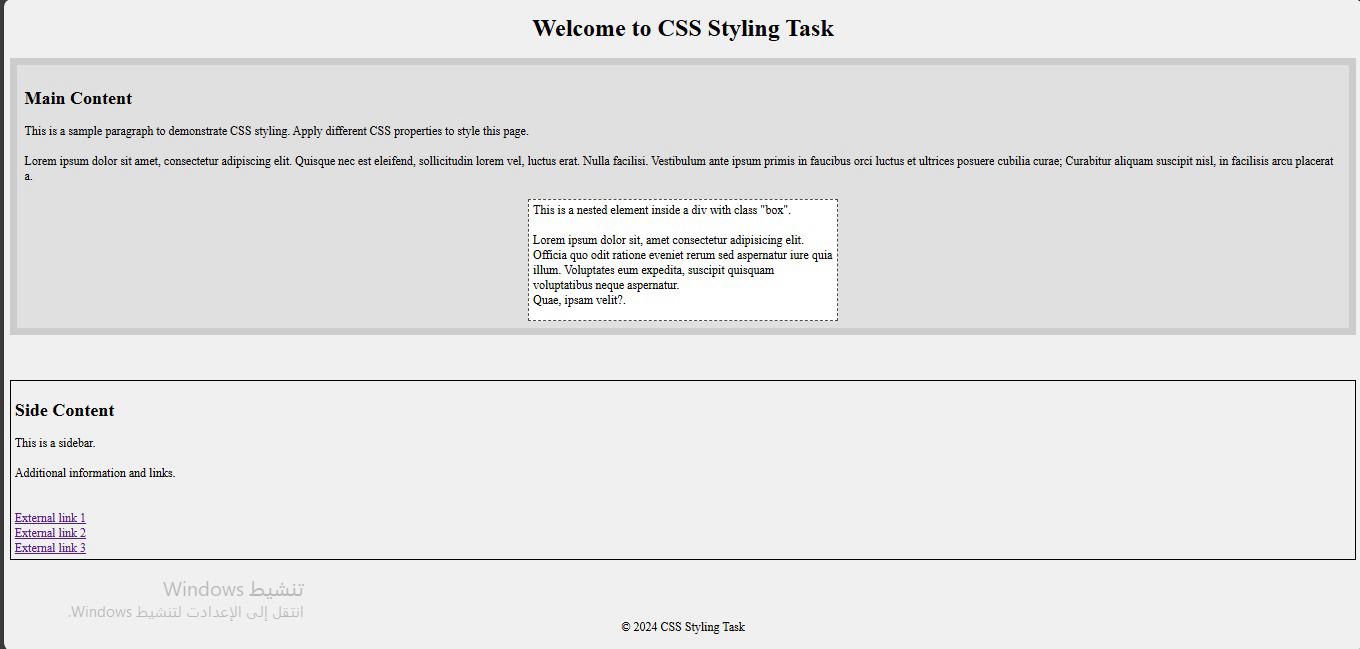 Welcome to CSS Styling Task
Main Content
This is a sample paragraph to demonstrate CSS styling. Apply different CSS properties to style this page.
Lorem ipsum dolor sit amet, consectetur adipiscing elit. Quisque nec est eleifend, sollicitudin lorem vel, luctus erat. Nulla facilisi. Vestibulum ante ipsum primis in faucibus orci luctus et ultrices posuere cubilia curae; Curabitur aliquam suscipit nisl, in facilisis arcu placerat
a.
This is a nested element inside a div with class "box".
Lorem ipsum dolor sit, amet consectetur adipisicing elit.
Officia quo odit ratione eveniet rerum sed aspernatur iure quia
illum. Voluptates eum expedita, suscipit quisquam
voluptatibus neque aspernatur.
Quae, ipsam velit?.
Side Content
This is a sidebar.
Additional information and links.
External link 1
External link 2
External link 3
تنشيط Windows
انتقل إلى الإعدادت لتنشيط Windows.
© 2024 CSS Styling Task